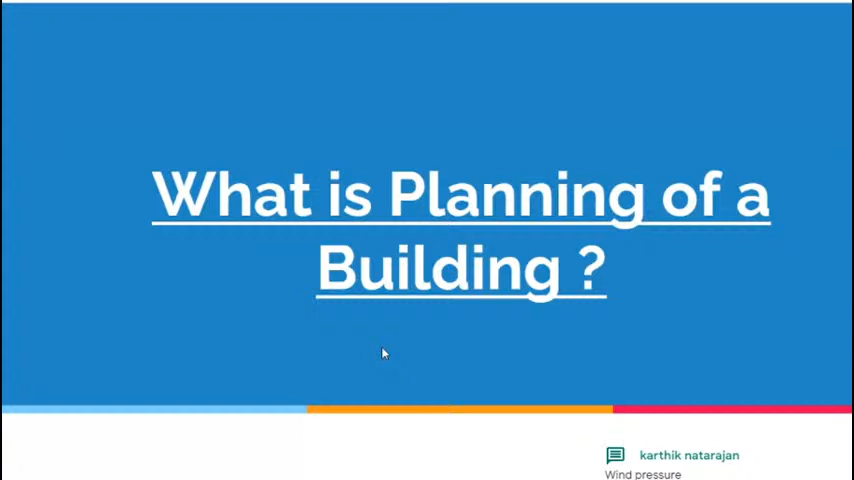 What is Planning of a
Building ?
karthik natarajan
Wind pressure